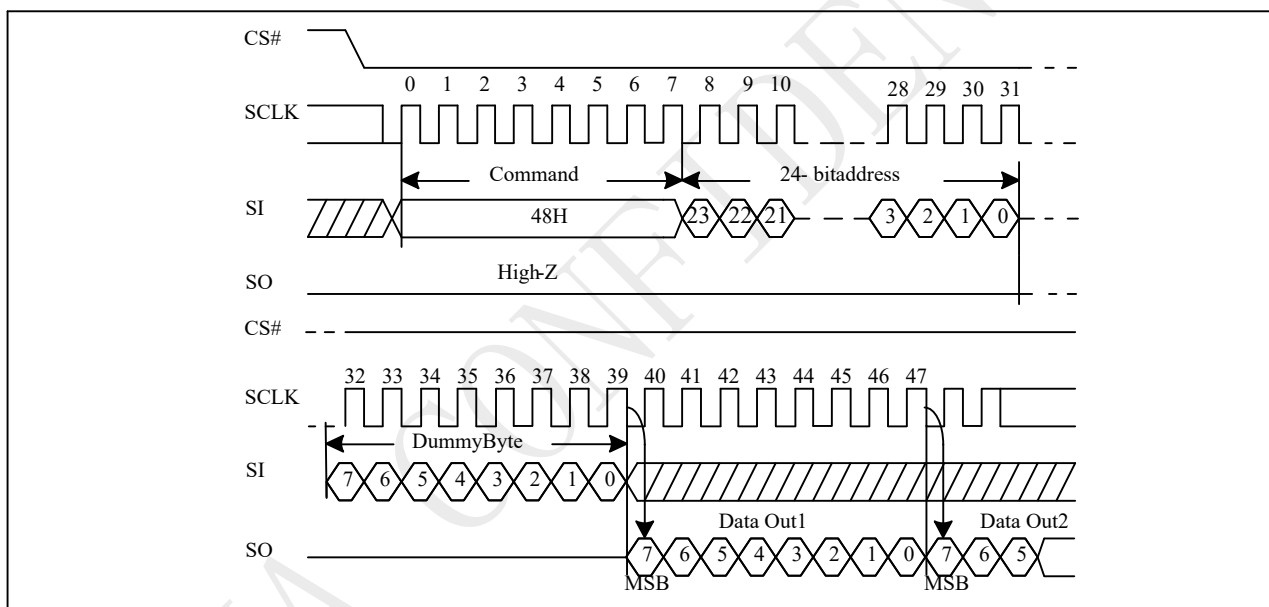 CS#
0 1 2 3 4 5 6 7 8 9 10 28 29 30 31
SCLK
Command 24- bitaddress
SI 48H 23 22 21 3 2 1 0
High-Z
SO
CS#
32 33 34 35 36 37 38 39 40 41 42 43 44 45 46 47
SCLK
DummyByte
SI 7 6 5 4 3 2 1 0
Data Out1 Data Out2
SO 7 6 5 4 3 2 1 0 7 6 5
MSB MSB